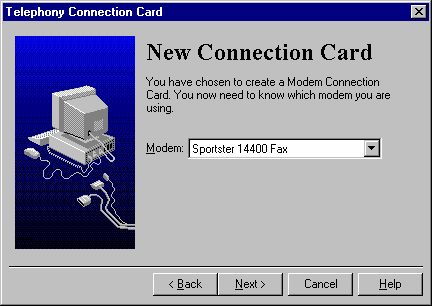 Telephony Connection Card
New Connection Card
You have chosen to create a Modem Connection
Card. You now need to know which modem you are
using.
Modem: Sportster 14400 Fax
< Back Next > Cancel Help